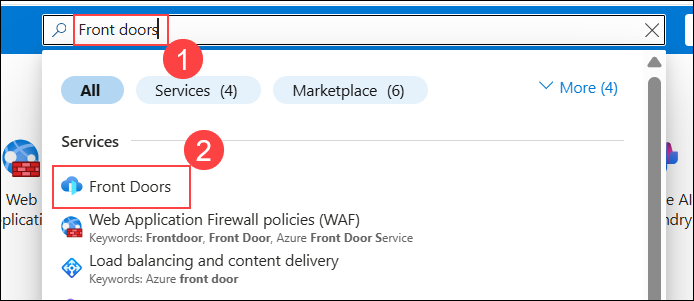 Front doors
1
All
Services (4)
Marketplace (6)
More (4)
Services
2
Front Doors
Web Application Firewall policies (WAF)
Keywords: Frontdoor, Front Door, Azure Front Door Service
Load balancing and content delivery
Keywords: Azure front door
Web
plicati
e AI
ndry